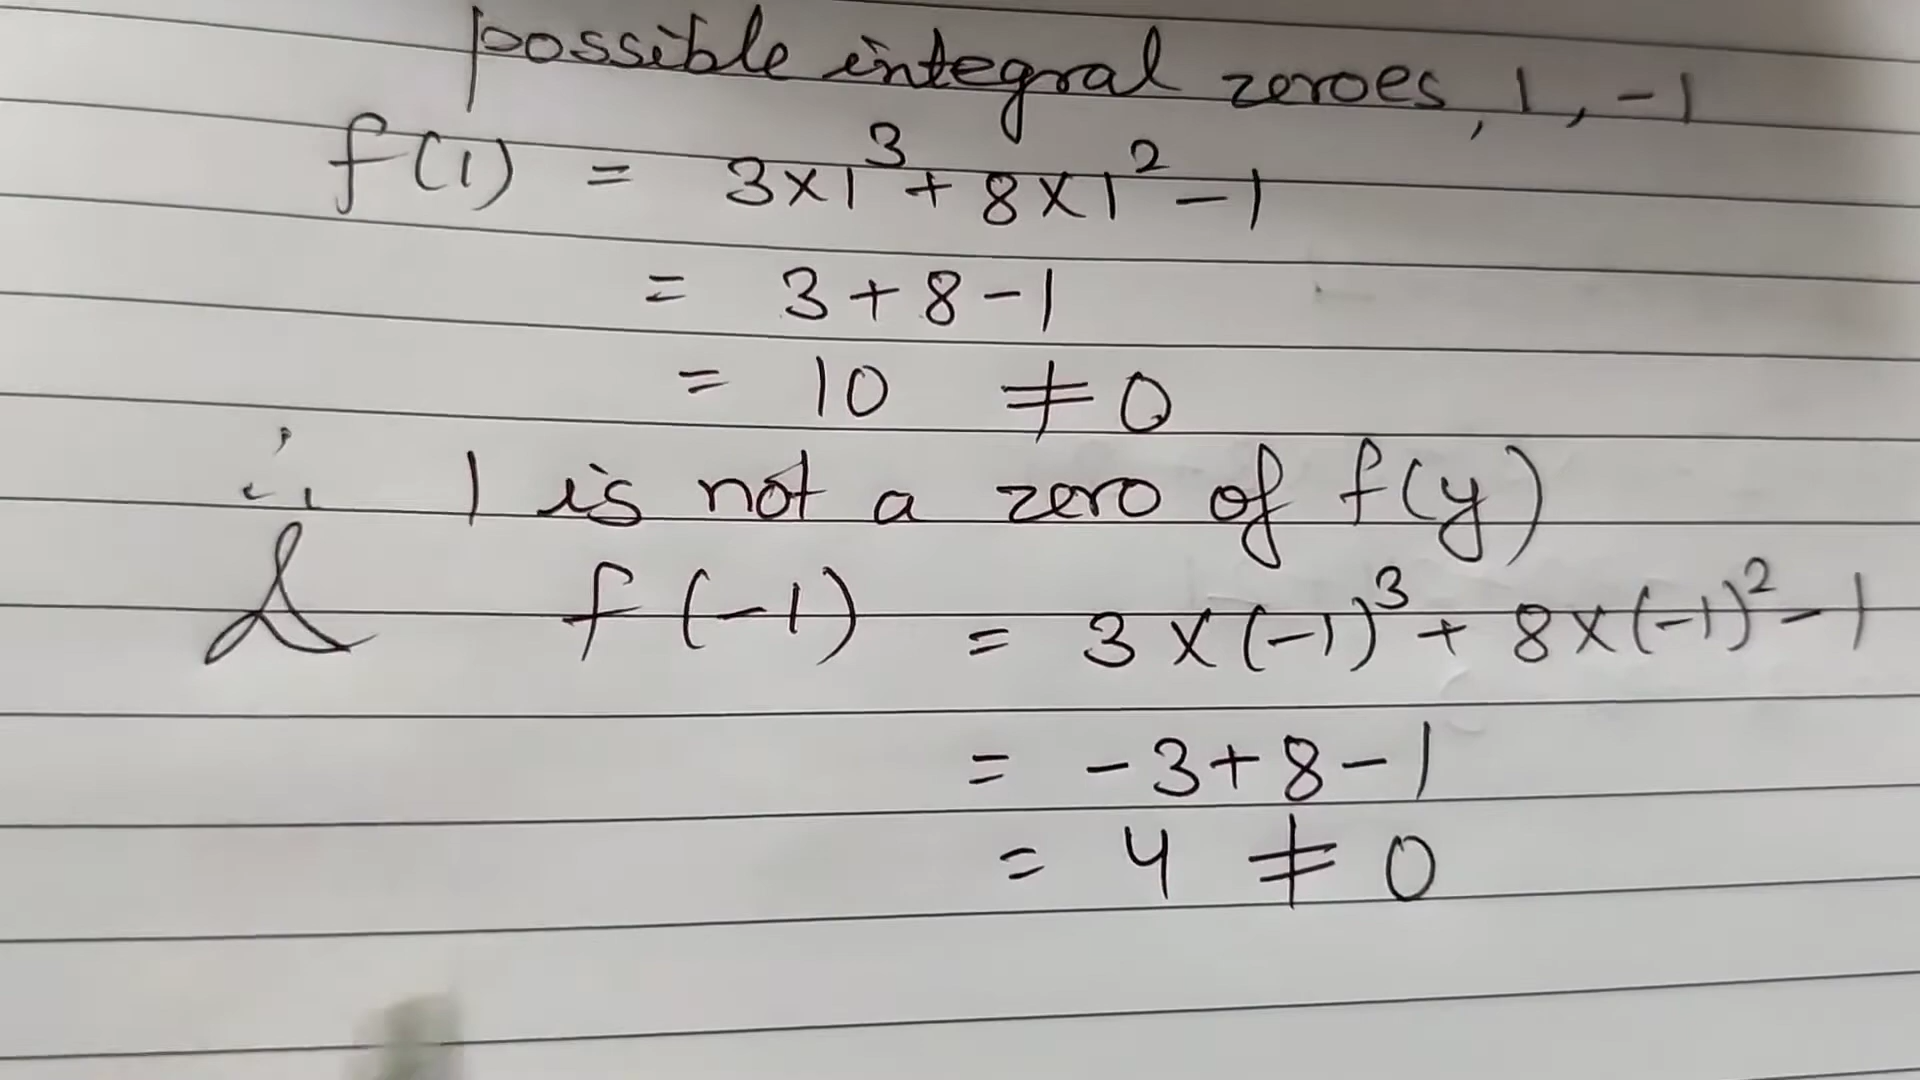 possible integral zeroes, 1, -1
f(1) = 3×1³ + 8×1² - 1
= 3 + 8 - 1
= 10 ≠ 0
∴ 1 is not a zero of f(y)
& f(-1) = 3×(-1)³ + 8×(-1)² - 1
= -3 + 8 - 1
= 4 ≠ 0